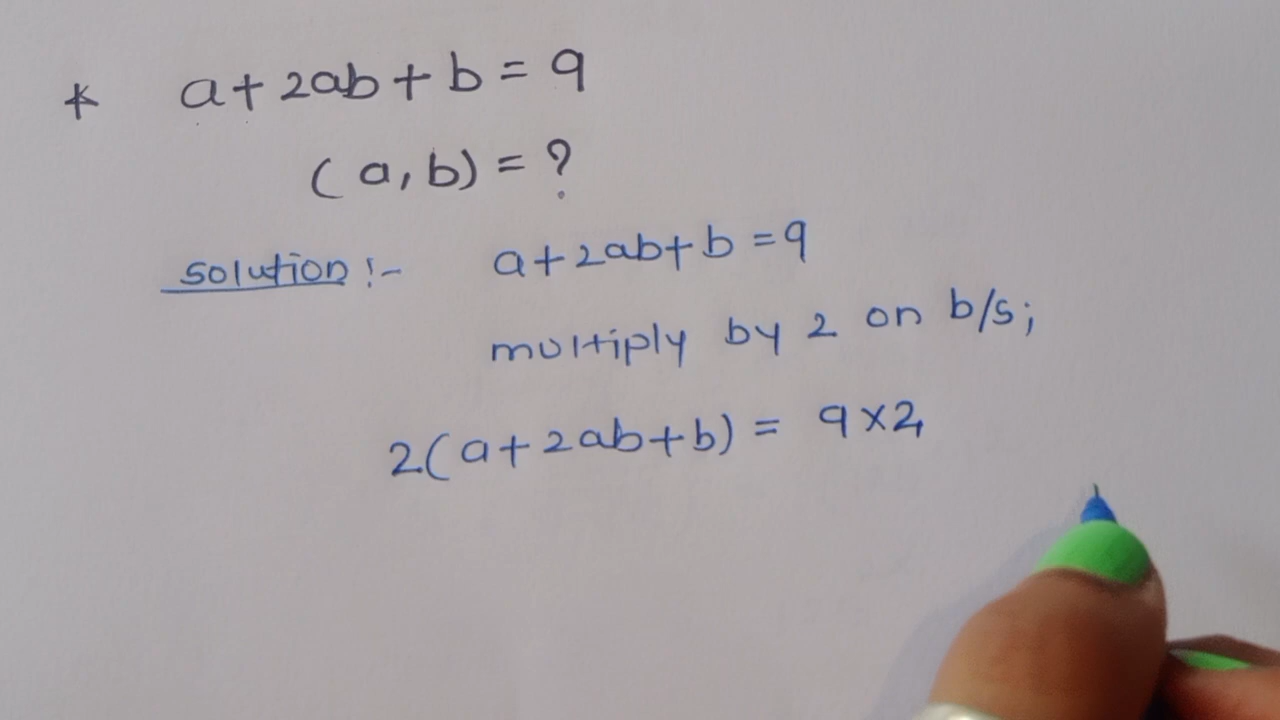 * a+2ab+b=9
(a,b)=?
Solution:- a+2ab+b=9
multiply by 2 on b/s;
2(a+2ab+b)= 9×2